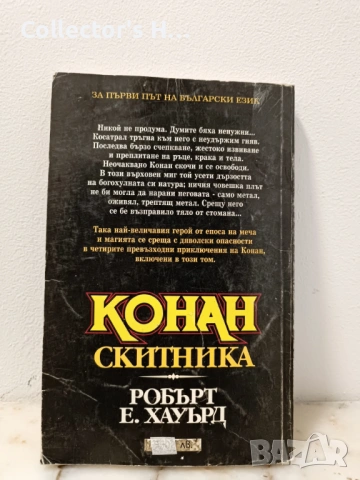 Collector's H...
ЗА ПЪРВИ ПЪТ НА БЪЛГАРСКИ ЕЗИК
Някой не продума. Думите бяха ненужни...
Косатрал тръгна към него с неудържим гняв.
Последва бързо счепкване, жестоко извиване
и преплитане на ръце, крака и тела.
Неочаквано Конан скочи и се освободи.
В този върховен миг той усети дързостта
на богохулната си натура; ничия човешка плът
не би могла да нарани неговата - само метал,
оживял, трептящ метал. Срещу него
се бе възправило тяло от стомана...
Така най-великавия герой от епоса на меча
и магията се среща с дяволски опасности
в четирите превъзходни приключения на Конан,
включени в този том.
КОНАН
СКИТНИКА
РОБЪРТ
Е. ХАУЪРД
лв.
BAZAR